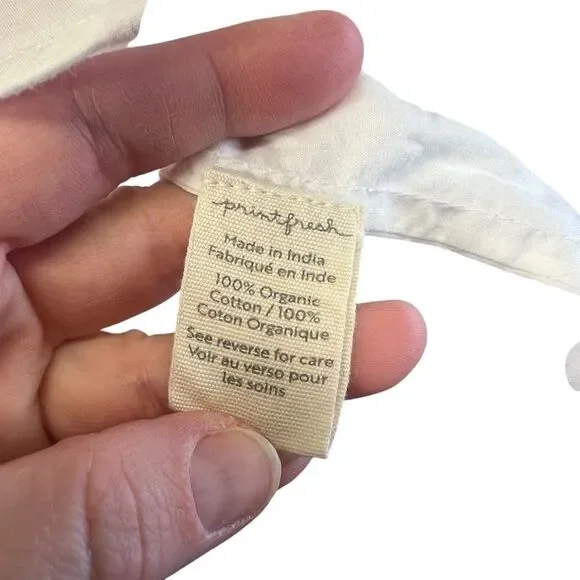 printfresh
Made in India
Fabriqué en Inde
100% Organic
Cotton / 100%
Coton Organique
See reverse for care
Voir au verso pour
les soins